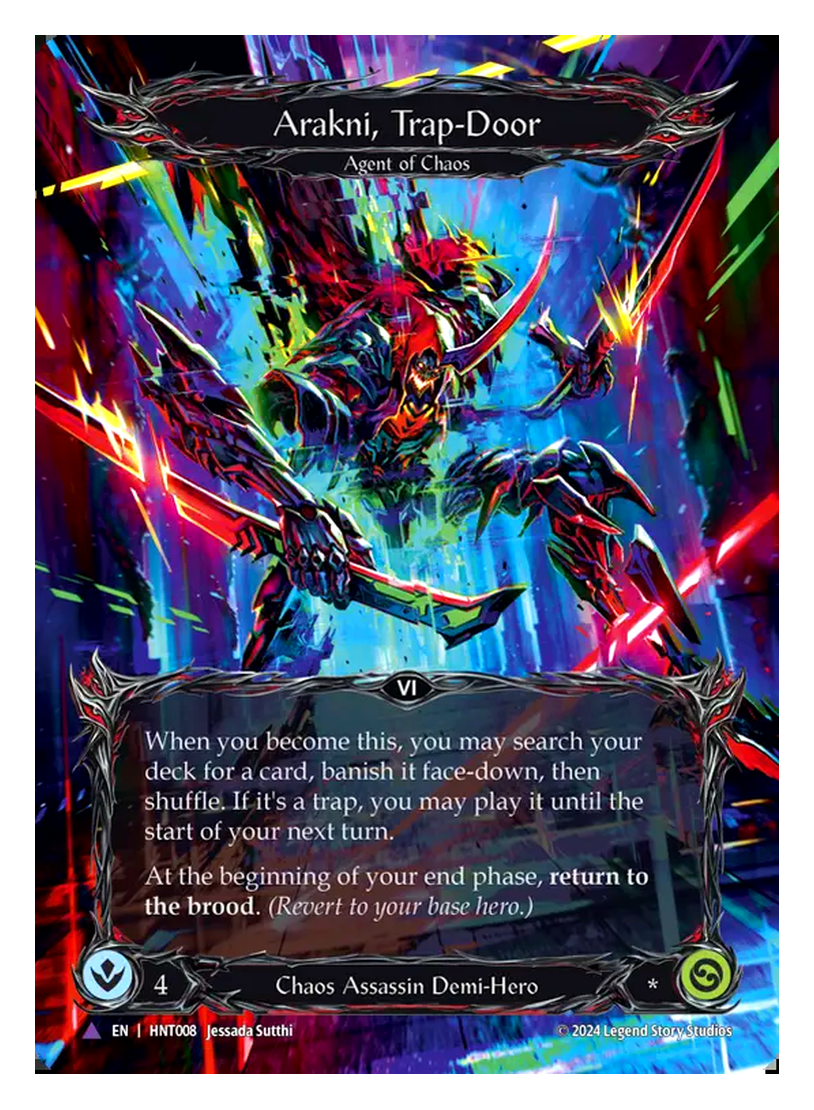 Arakni, Trap-Door
Agent of Chaos
VI
When you become this, you may search your
deck for a card, banish it face-down, then
shuffle. If it's a trap, you may play it until the
start of your next turn.
At the beginning of your end phase, return to
the brood. (Revert to your base hero.)
4 Chaos Assassin Demi-Hero *
EN | HNT008 Jessada Sutthi © 2024 Legend Story Studios